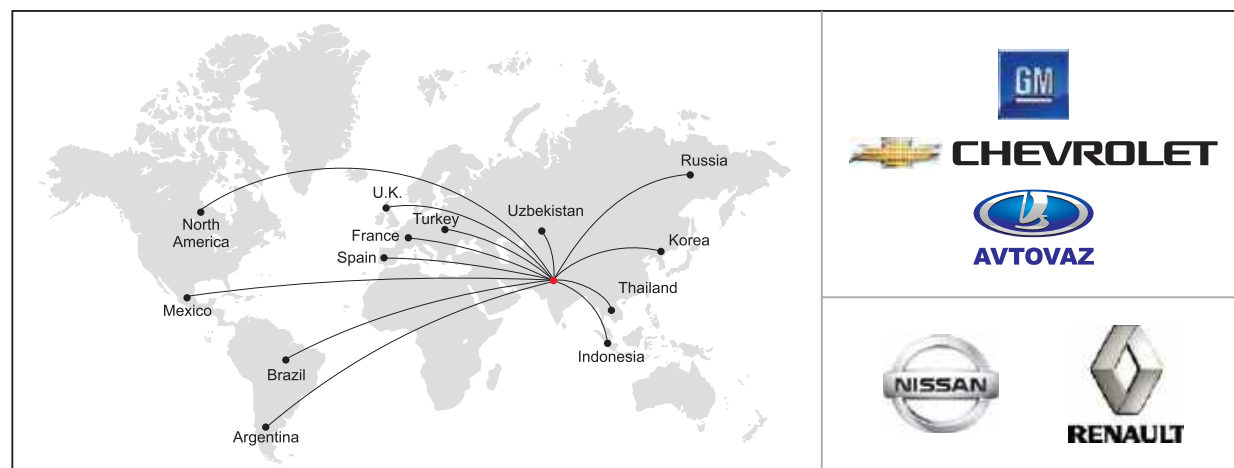 Russia
U.K.
Uzbekistan
Turkey
North
America
France
Korea
Spain
Thailand
Mexico
Indonesia
Brazil
Argentina
GM
CHEVROLET
AVTOVAZ
NISSAN
RENAULT